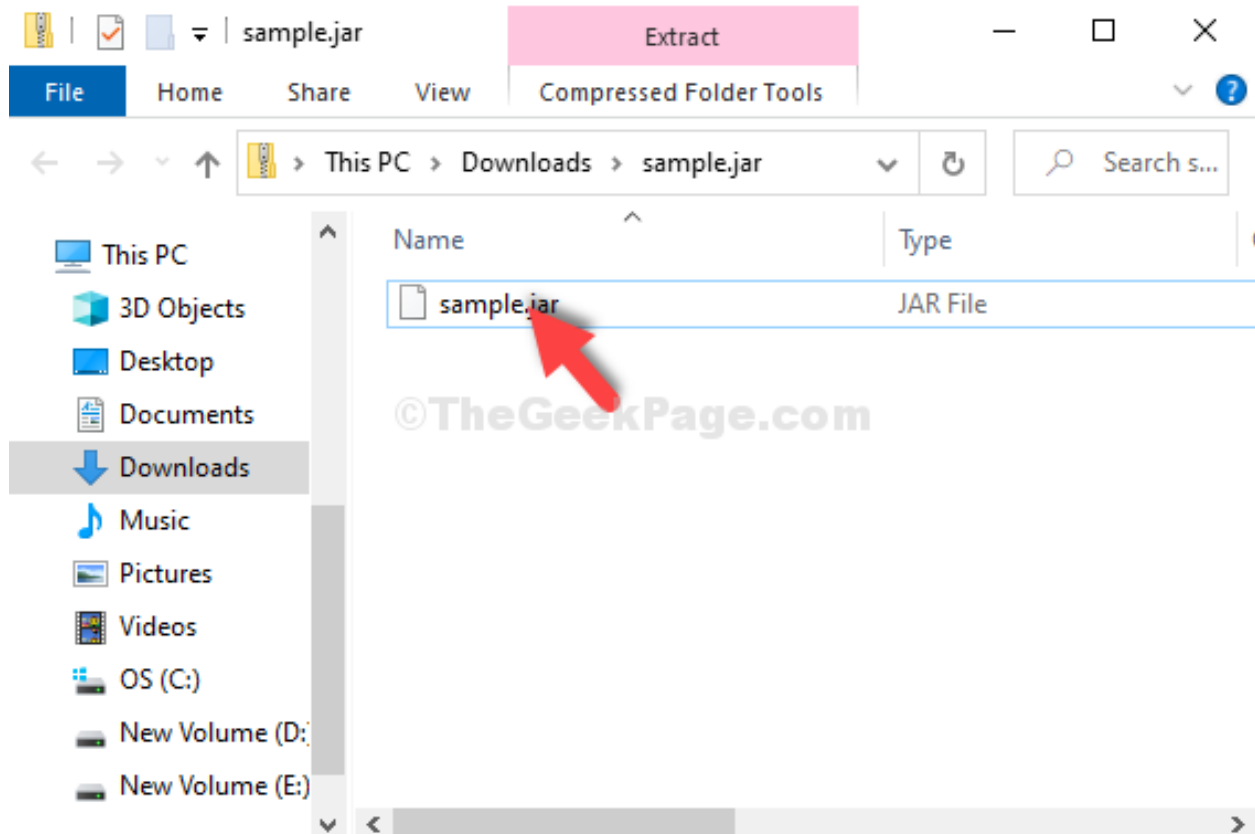 sample.jar
Extract
File Home Share View Compressed Folder Tools ?
This PC Downloads sample.jar Search s...
Name Type
This PC
sample.jar JAR File
3D Objects
Desktop
Documents
©TheGeekPage.com
Downloads
Music
Pictures
Videos
OS (C:)
New Volume (D:
New Volume (E:)